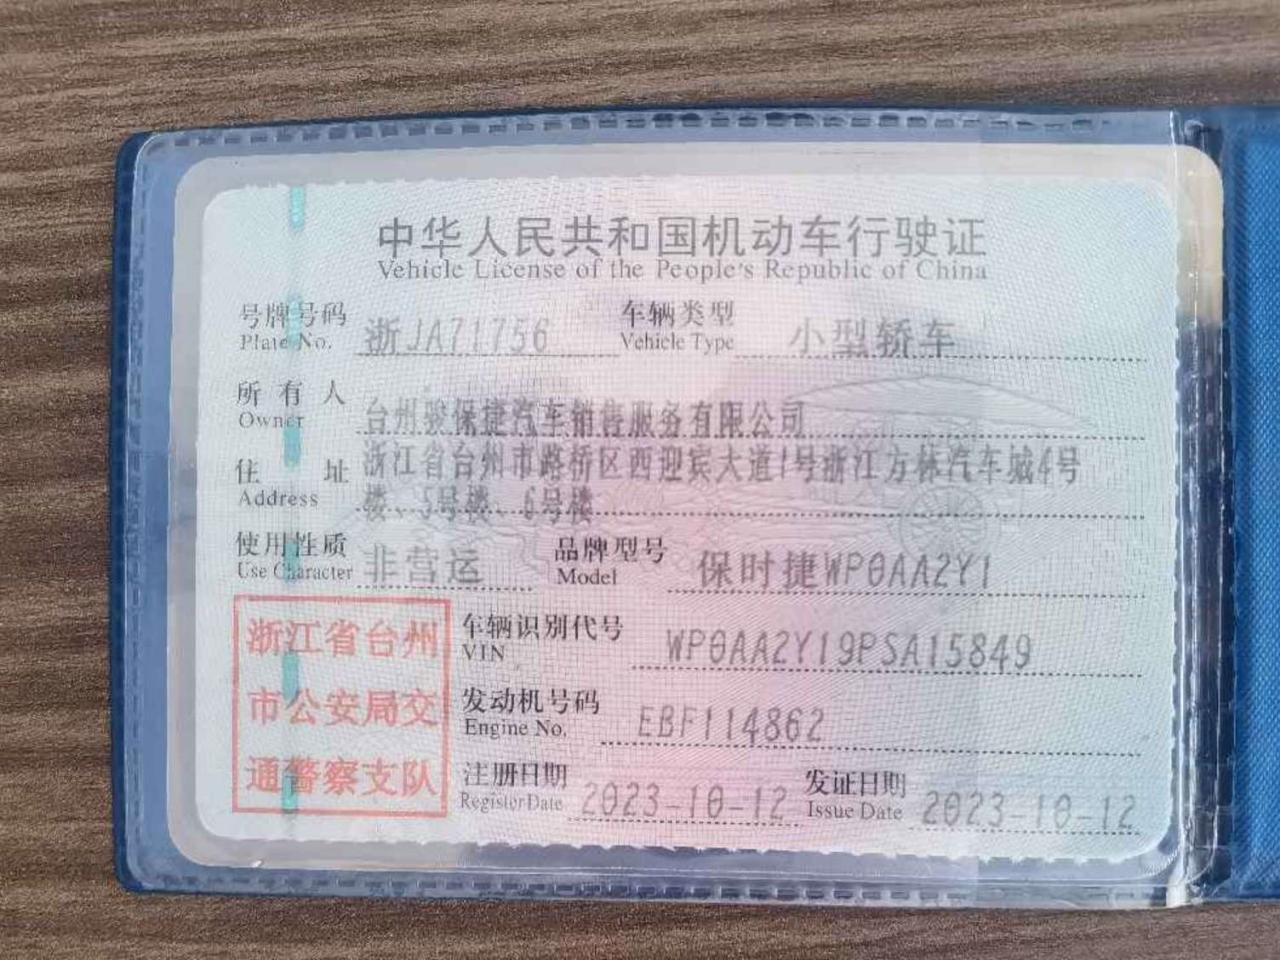 中华人民共和国机动车行驶证
Vehicle License of the People's Republic of China
号牌号码 浙JA71756 车辆类型 小型轿车
Plate No. Vehicle Type
所有人 台州骏保捷汽车销售服务有限公司
Owner
住址 浙江省台州市路桥区西迎宾大道1号浙江方林汽车城4号
Address 楼、5号楼、6号楼
使用性质 非营运 品牌型号 保时捷WP0AA2Y1
Use Character Model
浙江省台州
市公安局交
通警察支队
车辆识别代号 WP0AA2Y19PSA15849
VIN
发动机号码 EBF114862
Engine No.
注册日期 2023-10-12 发证日期 2023-10-12
Register Date Issue Date